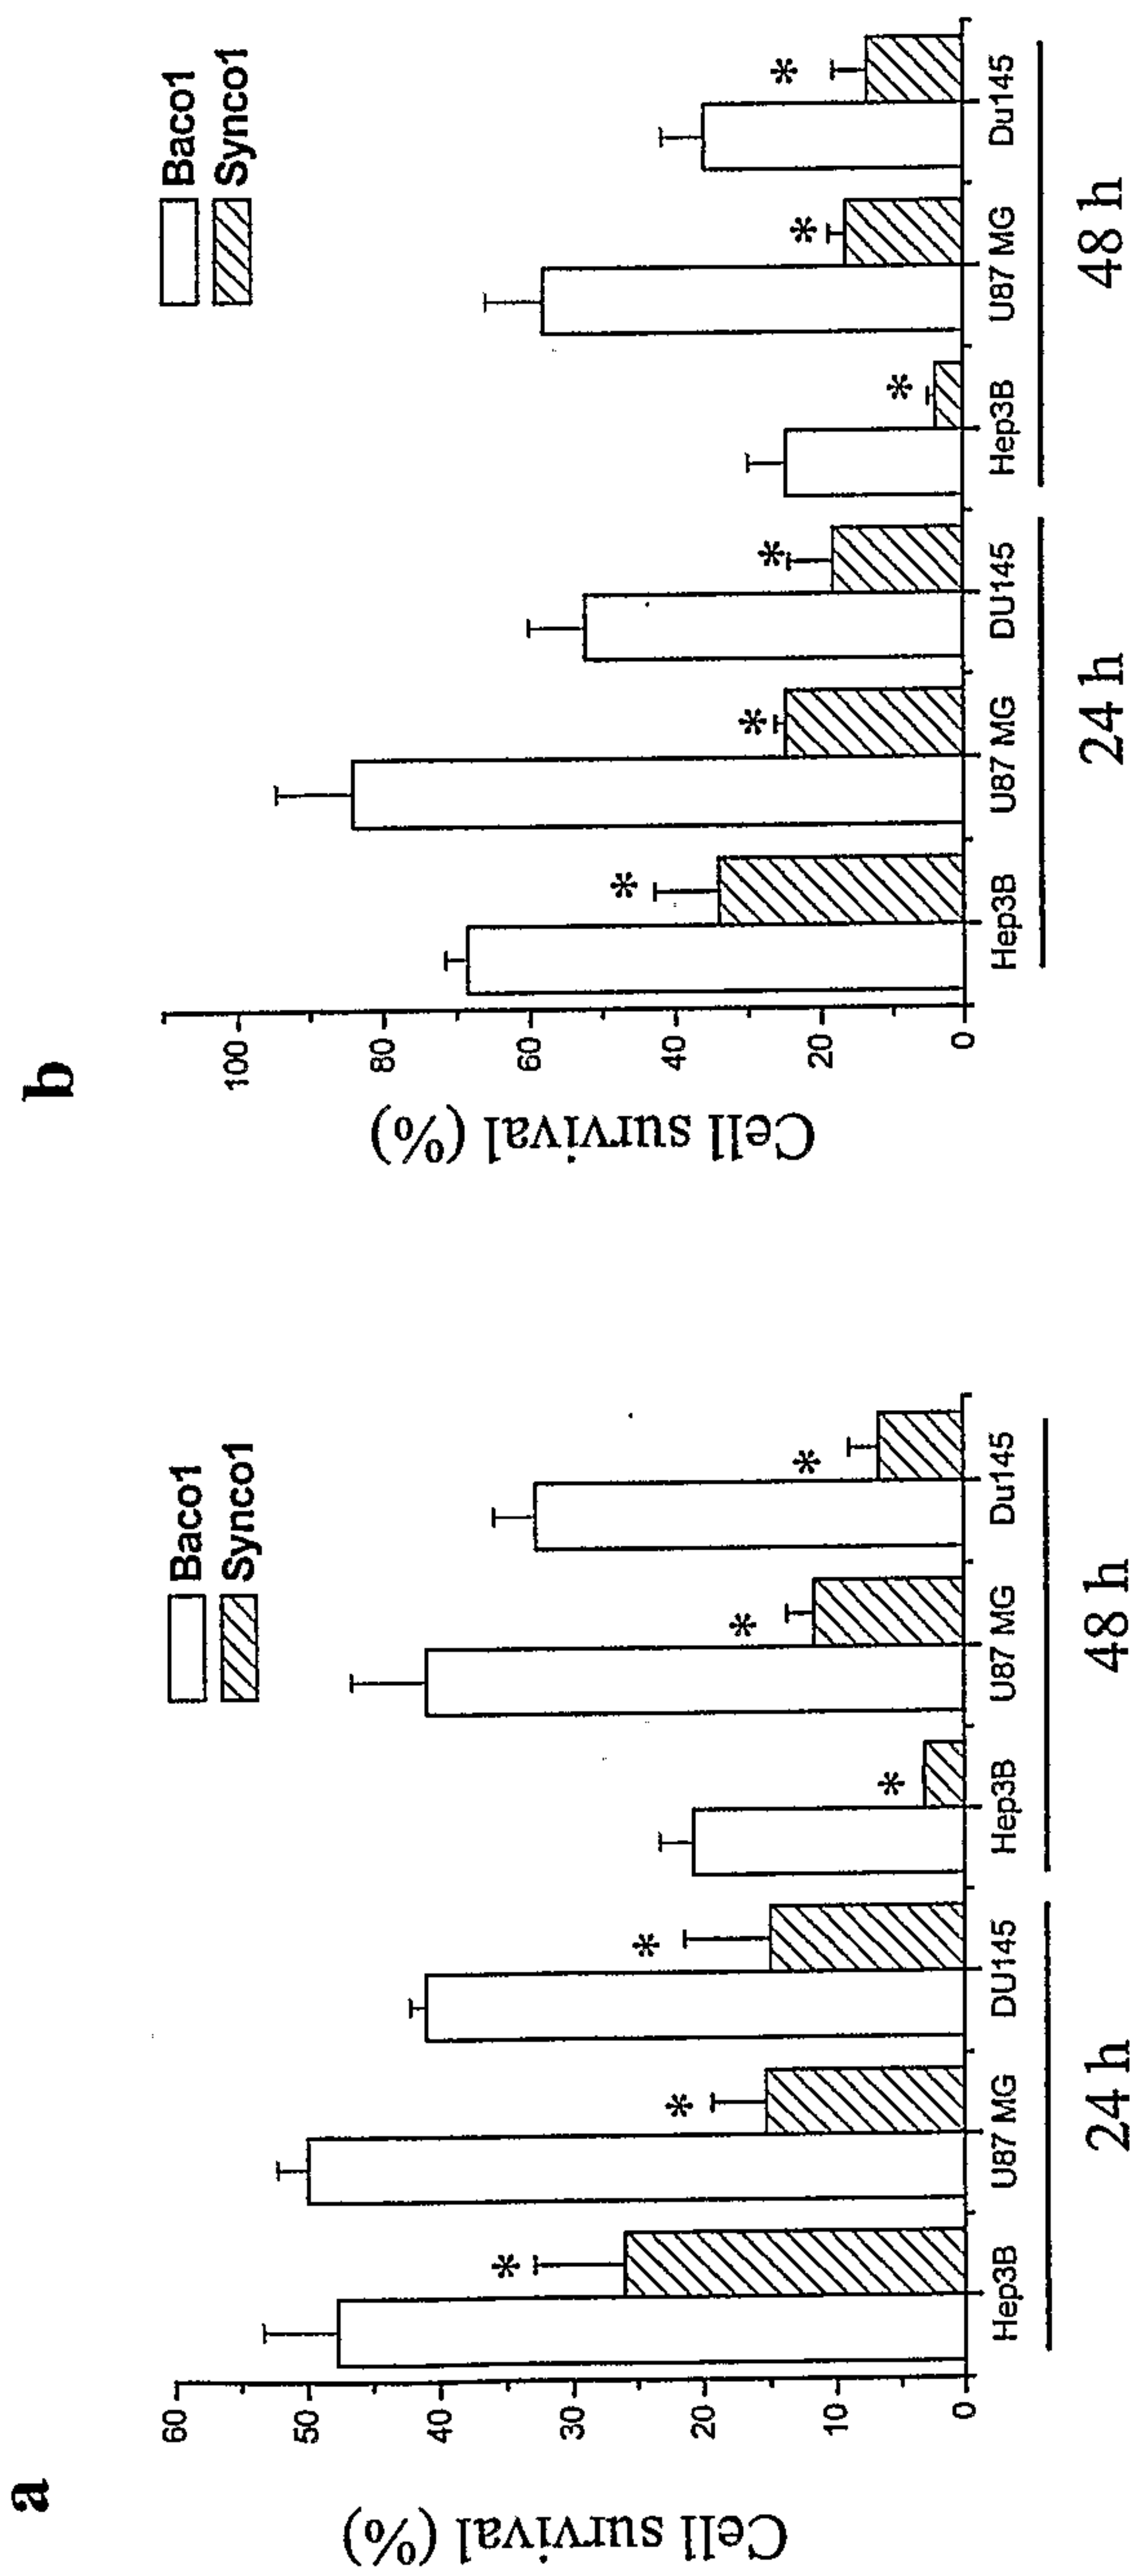 a
Cell survival (%)
60
50
40
30
20
10
0
Baco1
Synco1
*
*
*
*
*
*
Hep3B U87 MG DU145 Hep3B U87 MG Du145
24 h 48 h
b
Cell survival (%)
100
80
60
40
20
0
Baco1
Synco1
*
*
*
*
*
*
Hep3B U87 MG DU145 Hep3B U87 MG Du145
24 h 48 h